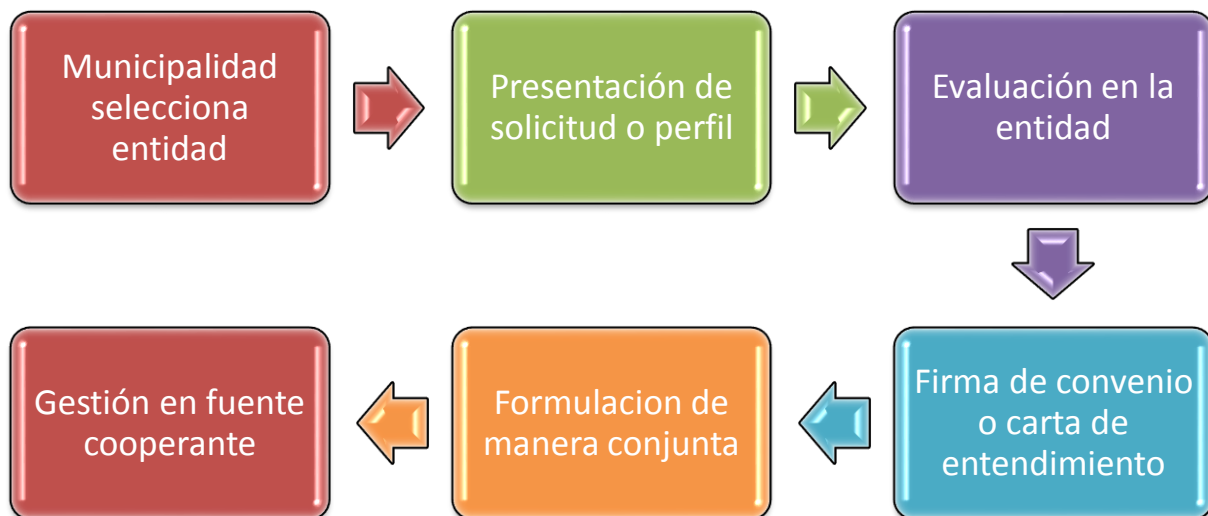 Municipalidad
selecciona
entidad
Presentación de
solicitud o perfil
Evaluación en la
entidad
Firma de convenio
o carta de
entendimiento
Formulacion de
manera conjunta
Gestión en fuente
cooperante